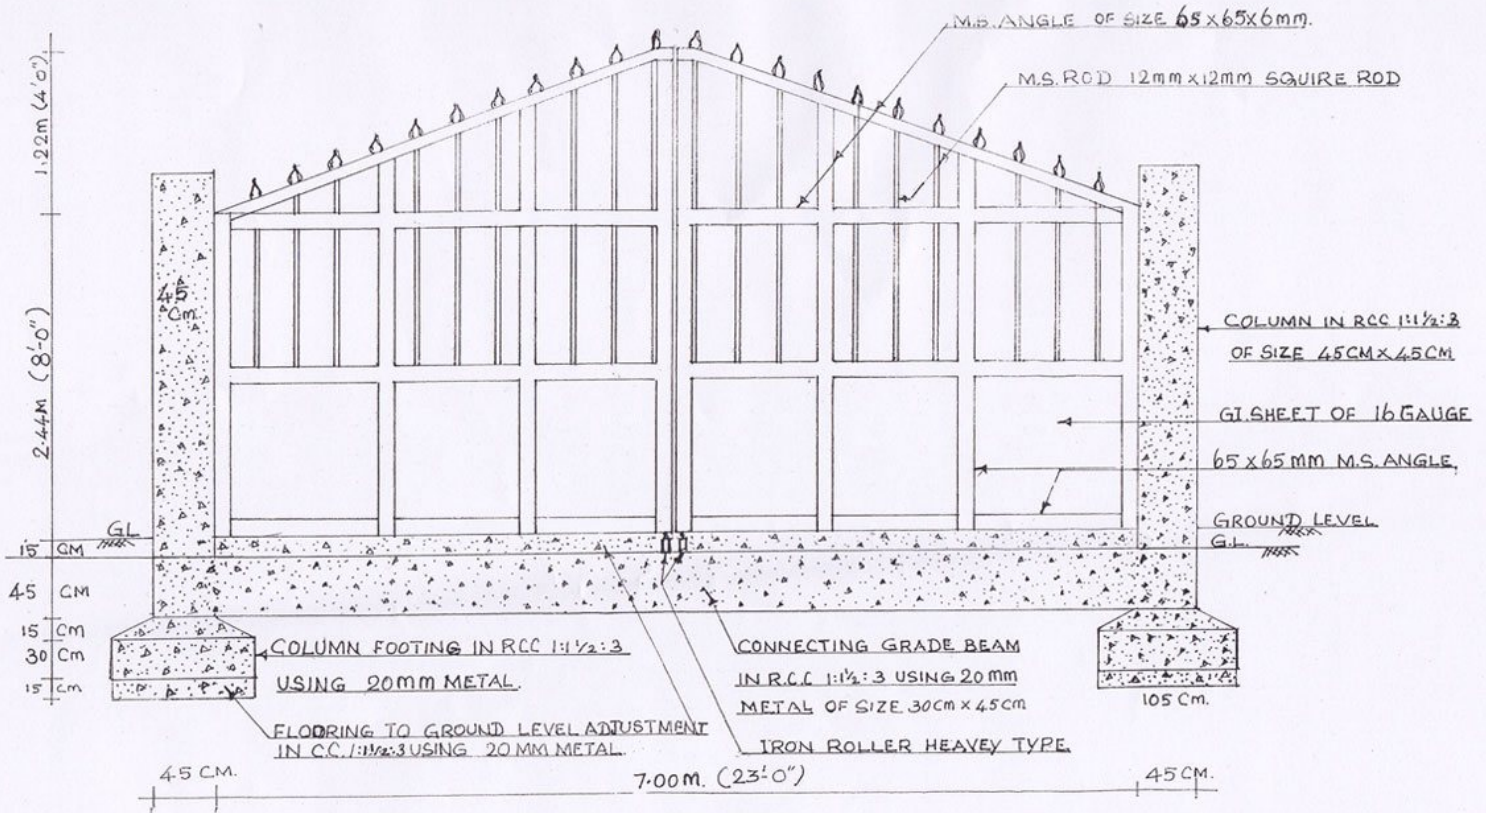 M.S. ANGLE OF SIZE 65x65x6mm.
M.S. ROD 12mm x 12mm SQUIRE ROD
1.22m (4'0")
45
Cm.
2.44M (8'-0")
COLUMN IN RCC 1:1½:3
OF SIZE 45CM X 45CM
GI SHEET OF 16 GAUGE
65 X 65 MM M.S. ANGLE.
GL
GROUND LEVEL
G.L.
15 CM
45 CM
15 Cm
30 Cm
15 Cm
COLUMN FOOTING IN RCC 1:1½:3
USING 20MM METAL.
FLOORING TO GROUND LEVEL ADJUSTMENT
IN C.C. 1:1½:3 USING 20 MM METAL.
CONNECTING GRADE BEAM
IN R.C.C 1:1½:3 USING 20 MM
METAL OF SIZE 30Cm X 45Cm
IRON ROLLER HEAVEY TYPE.
105 Cm.
45 CM.
7.00M. (23'-0")
45 CM.